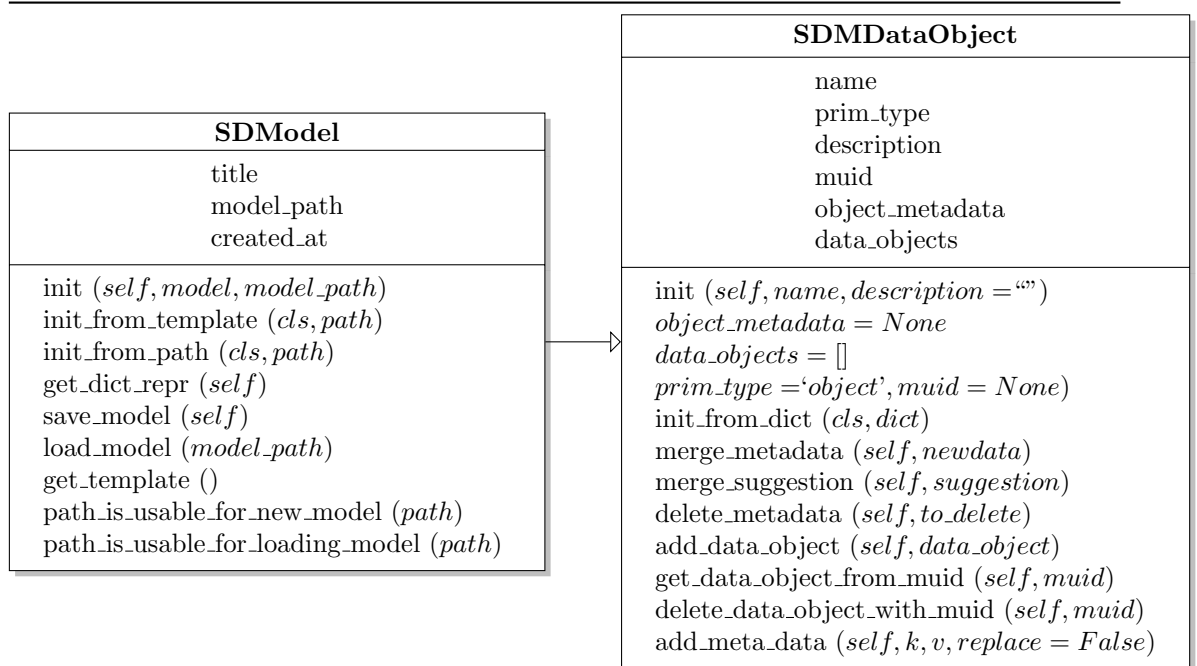 SDModel
title
model_path
created_at
init (self, model, model_path)
init_from_template (cls, path)
init_from_path (cls, path)
get_dict_repr (self)
save_model (self)
load_model (model_path)
get_template ()
path_is_usable_for_new_model (path)
path_is_usable_for_loading_model (path)
SDMDataObject
name
prim_type
description
muid
object_metadata
data_objects
init (self, name, description =“”)
object_metadata = None
data_objects = []
prim_type =‘object’, muid = None)
init_from_dict (cls, dict)
merge_metadata (self, newdata)
merge_suggestion (self, suggestion)
delete_metadata (self, to_delete)
add_data_object (self, data_object)
get_data_object_from_muid (self, muid)
delete_data_object_with_muid (self, muid)
add_meta_data (self, k, v, replace = False)